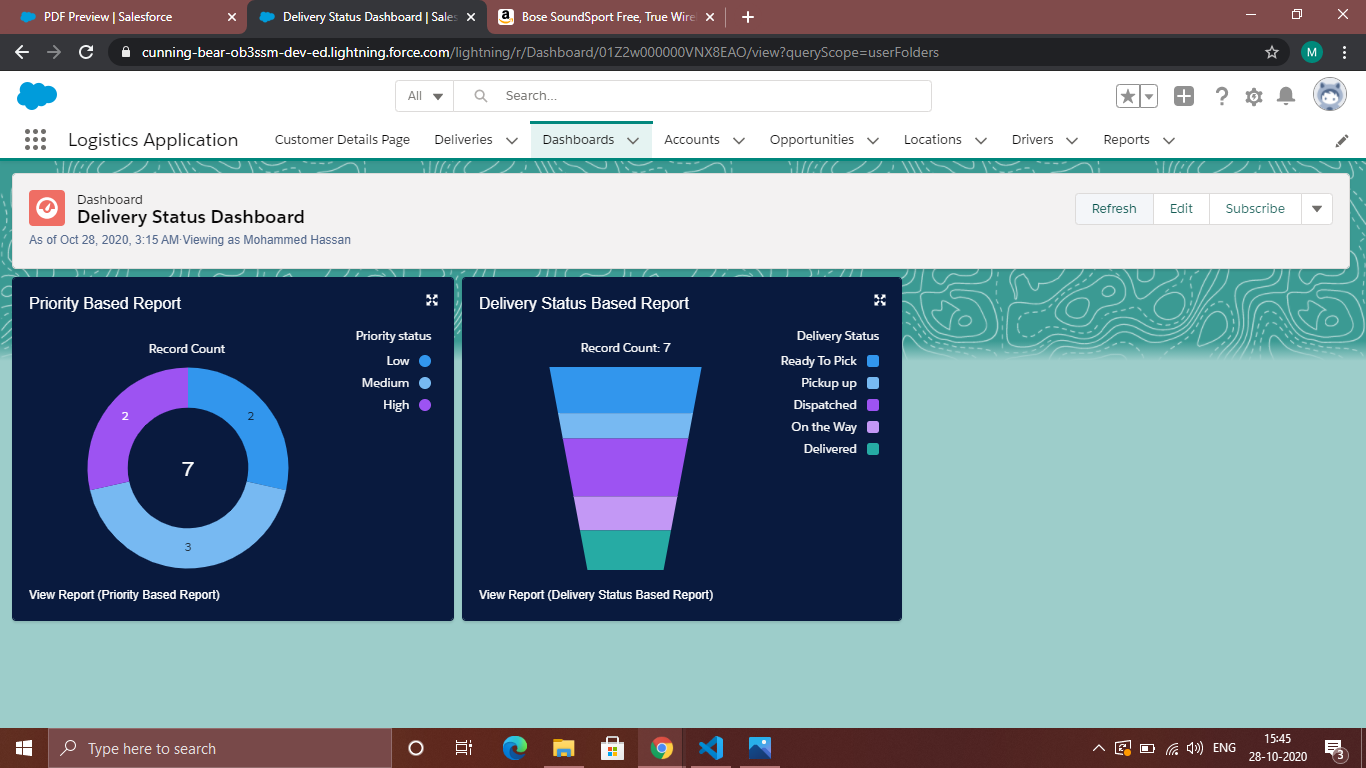 PDF Preview | Salesforce
Delivery Status Dashboard | Sales
Bose SoundSport Free, True Wire
cunning-bear-ob3ssm-dev-ed.lightning.force.com/lightning/r/Dashboard/01Z2w000000VNX8EAO/view?queryScope=userFolders
M
All
Search...
Logistics Application
Customer Details Page
Deliveries
Dashboards
Accounts
Opportunities
Locations
Drivers
Reports
Dashboard
Delivery Status Dashboard
As of Oct 28, 2020, 3:15 AM·Viewing as Mohammed Hassan
Refresh
Edit
Subscribe
Priority Based Report
Record Count
Priority status
Low
Medium
High
2
2
7
3
View Report (Priority Based Report)
Delivery Status Based Report
Record Count: 7
Delivery Status
Ready To Pick
Pickup up
Dispatched
On the Way
Delivered
View Report (Delivery Status Based Report)
Type here to search
ENG
15:45
28-10-2020
3